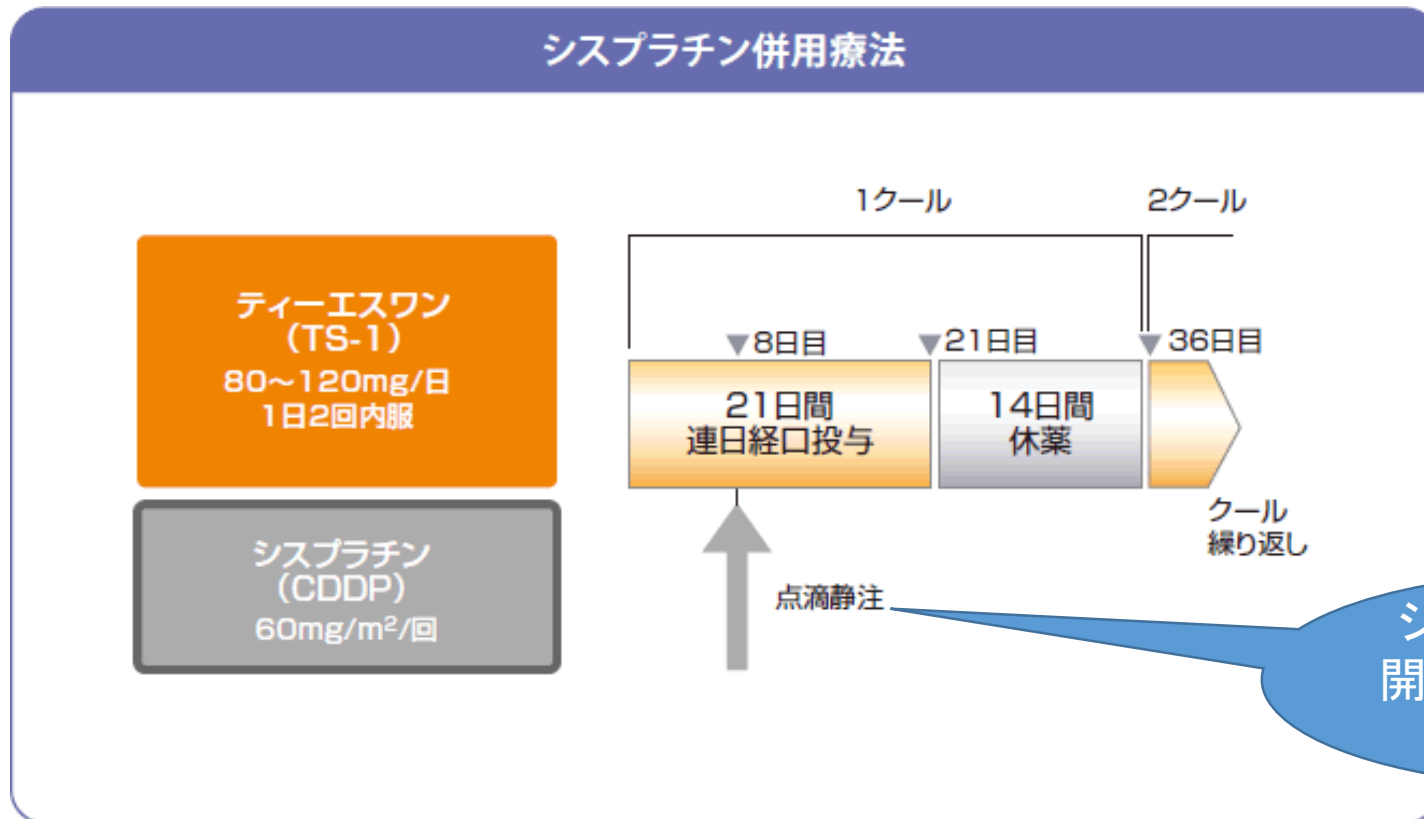 シスプラチン併用療法
1クール
2クール
ティーエスワン
（TS-1）
80〜120mg/日
1日2回内服
▼8日目
▼21日目
▼36日目
21日間
連日経口投与
14日間
休薬
クール
繰り返し
シスプラチン
（CDDP）
60mg/m²/回
点滴静注
シ
開